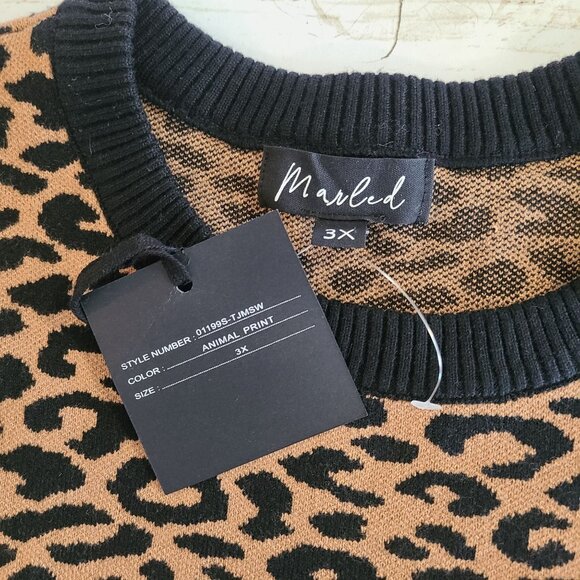 Marled
3X
STYLE NUMBER : 01199S-TJMSW
COLOR : ANIMAL PRINT
SIZE : 3X